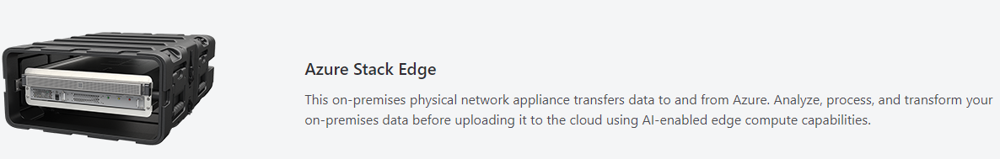 Azure Stack Edge
This on-premises physical network appliance transfers data to and from Azure. Analyze, process, and transform your
on-premises data before uploading it to the cloud using AI-enabled edge compute capabilities.